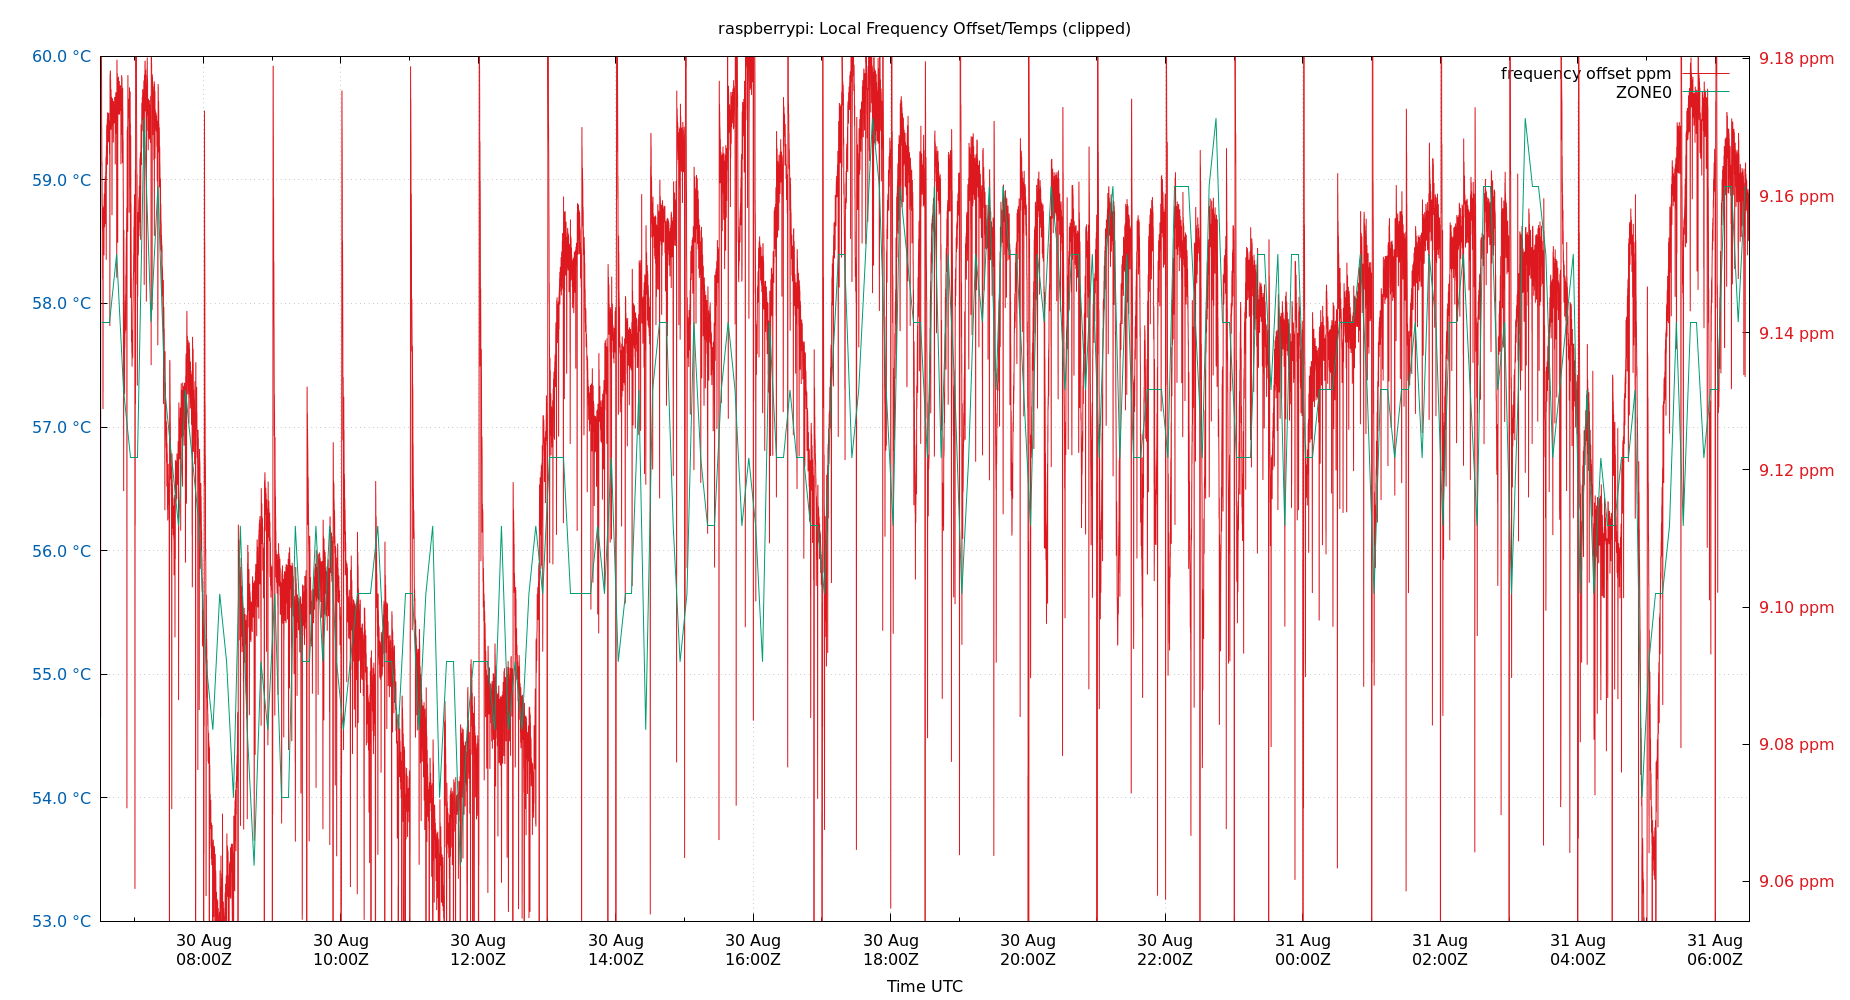 raspberrypi: Local Frequency Offset/Temps (clipped)
60.0 °C
59.0 °C
58.0 °C
57.0 °C
56.0 °C
55.0 °C
54.0 °C
53.0 °C
9.18 ppm
9.16 ppm
9.14 ppm
9.12 ppm
9.10 ppm
9.08 ppm
9.06 ppm
frequency offset ppm
ZONE0
30 Aug 30 Aug 30 Aug 30 Aug 30 Aug 30 Aug 30 Aug 30 Aug 31 Aug 31 Aug 31 Aug 31 Aug
08:00Z 10:00Z 12:00Z 14:00Z 16:00Z 18:00Z 20:00Z 22:00Z 00:00Z 02:00Z 04:00Z 06:00Z
Time UTC